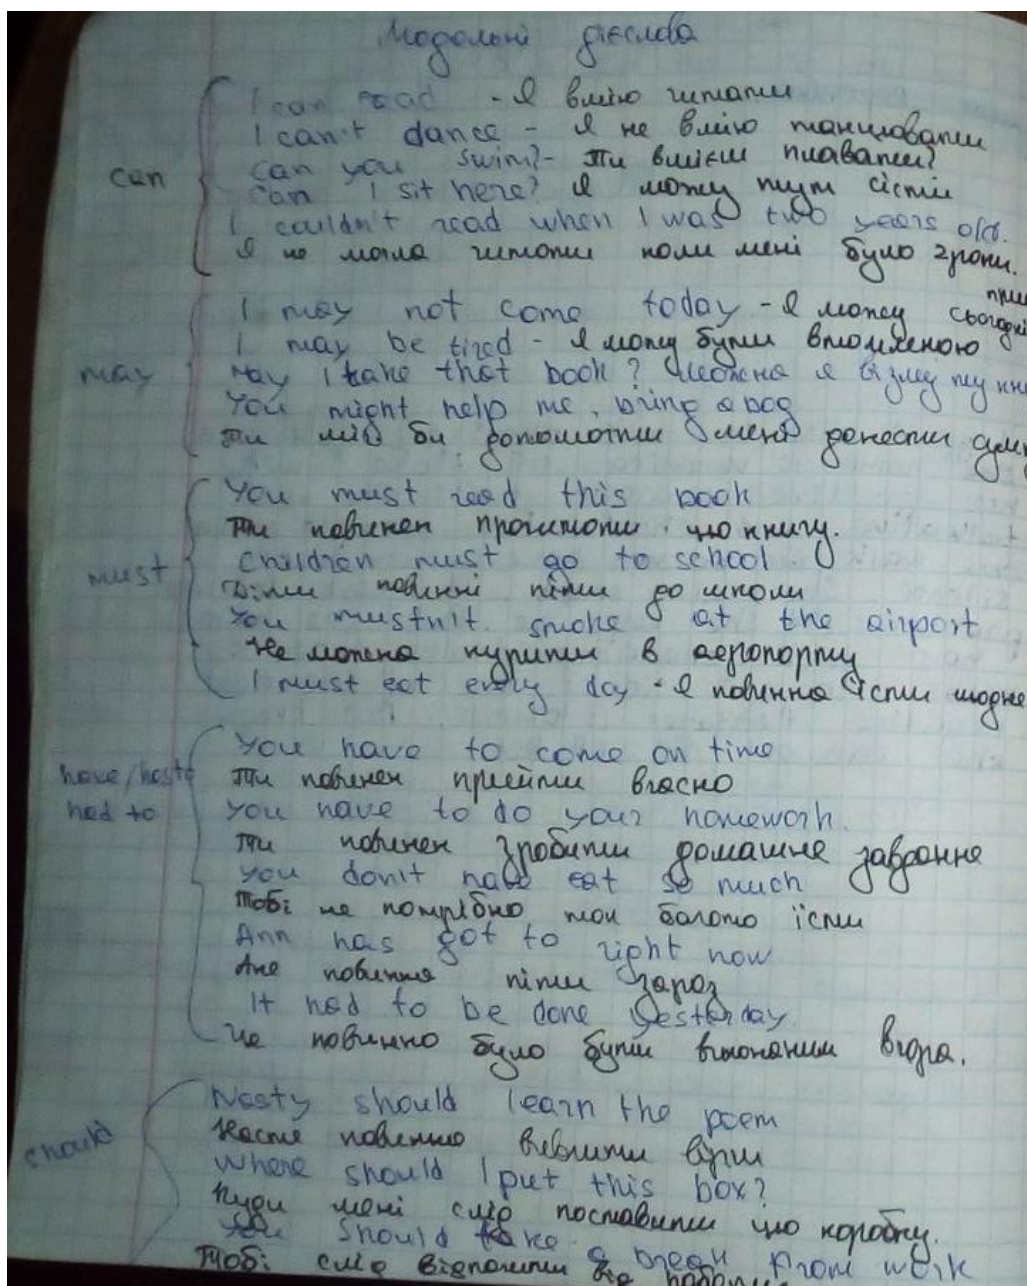 Модальні дієслова
I can read - Я вмію читати
I can't dance - Я не вмію танцювати
can you swim? - Ти вмієш плавати?
can
can I sit here? Я можу тут сісти
I couldn't read when I was two years old.
Я не могла читати коли мені було 2 роки.
I may not come today - Я можу сьогодні
I may be tired - Я можу бути втомленою
may
May I take that book? Можна я візьму ту кни
You might help me, bring a bag
Ти міг би допомогти мені донести сум
You must read this book
Ти повинен прочитати цю книгу.
must
Children must go to school
Діти повинні піти до школи
You mustn't smoke at the airport
Не можна курити в аеропорту
I must eat every day - Я повинна їсти щодне
You have to come on time
have/has to
Ти повинен прийти вчасно
had to
you have to do your homework.
Ти повинен зробити домашнє завдання
you don't have eat so much
Тобі не потрібно так багато їсти
Ann has got to right now
Аня повинна піти зараз
It had to be done yesterday.
Це повинно було бути виконаним вчора.
Nasty should learn the poem
should
Настя повинна вивчити вірш
Where should I put this box?
Куди мені слід поставити цю коробку.
You should take a break from work
Тобі слід відпочити від